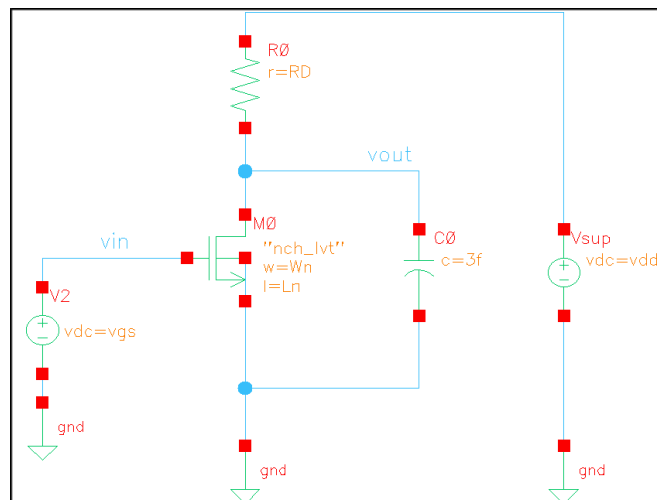 R0
r=RD
vout
M0
"nch_lvt"
w=Wn
l=Ln
vin
V2
vdc=vgs
gnd
C0
c=3f
Vsup
vdc=vdd
gnd
gnd